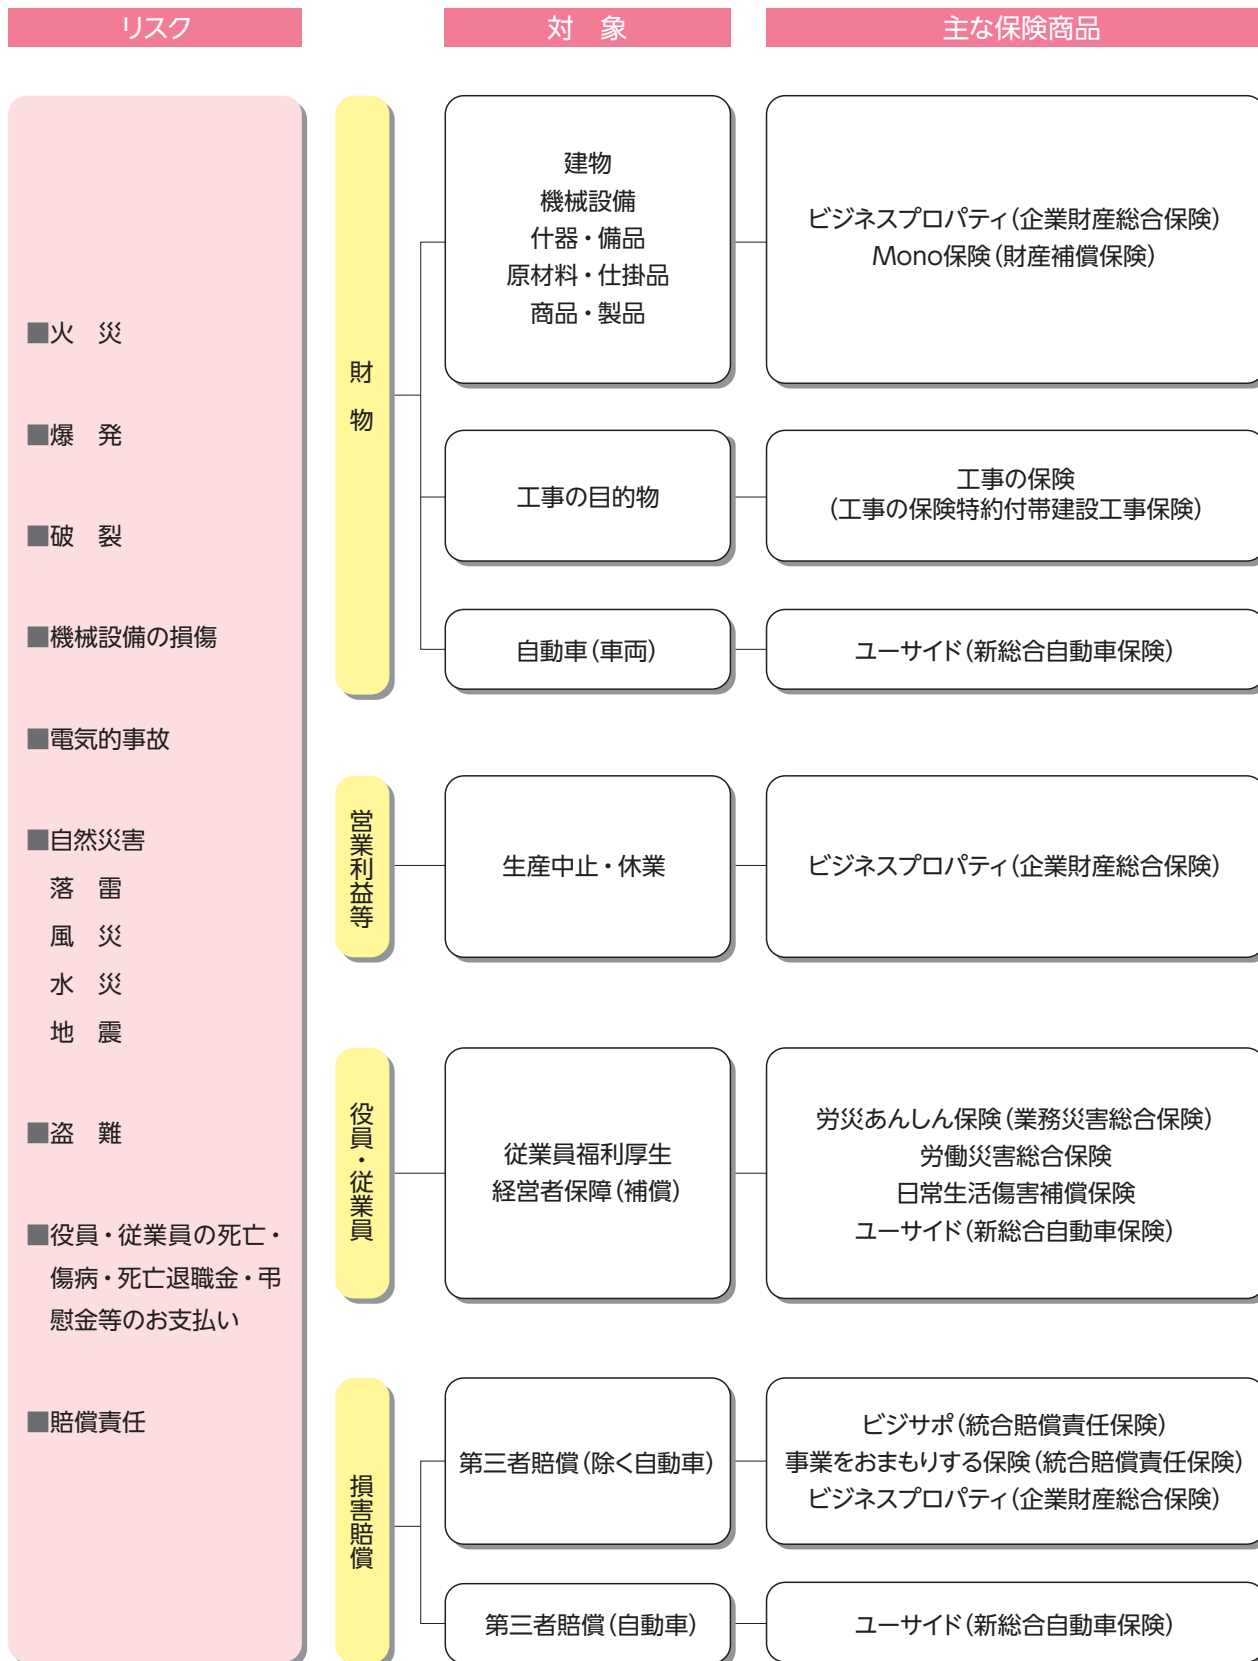 リスク
対　象
主な保険商品
■火　災
■爆　発
■破　裂
■機械設備の損傷
■電気的事故
■自然災害
落　雷
風　災
水　災
地　震
■盗　難
■役員・従業員の死亡・
傷病・死亡退職金・弔
慰金等のお支払い
■賠償責任
財物
建物
機械設備
什器・備品
原材料・仕掛品
商品・製品
ビジネスプロパティ(企業財産総合保険)
Mono保険(財産補償保険)
工事の目的物
工事の保険
(工事の保険特約付帯建設工事保険)
自動車(車両)
ユーサイド(新総合自動車保険)
営業利益等
生産中止・休業
ビジネスプロパティ(企業財産総合保険)
役員・従業員
従業員福利厚生
経営者保障(補償)
労災あんしん保険(業務災害総合保険)
労働災害総合保険
日常生活傷害補償保険
ユーサイド(新総合自動車保険)
損害賠償
第三者賠償(除く自動車)
ビジサポ(統合賠償責任保険)
事業をおまもりする保険(統合賠償責任保険)
ビジネスプロパティ(企業財産総合保険)
第三者賠償(自動車)
ユーサイド(新総合自動車保険)